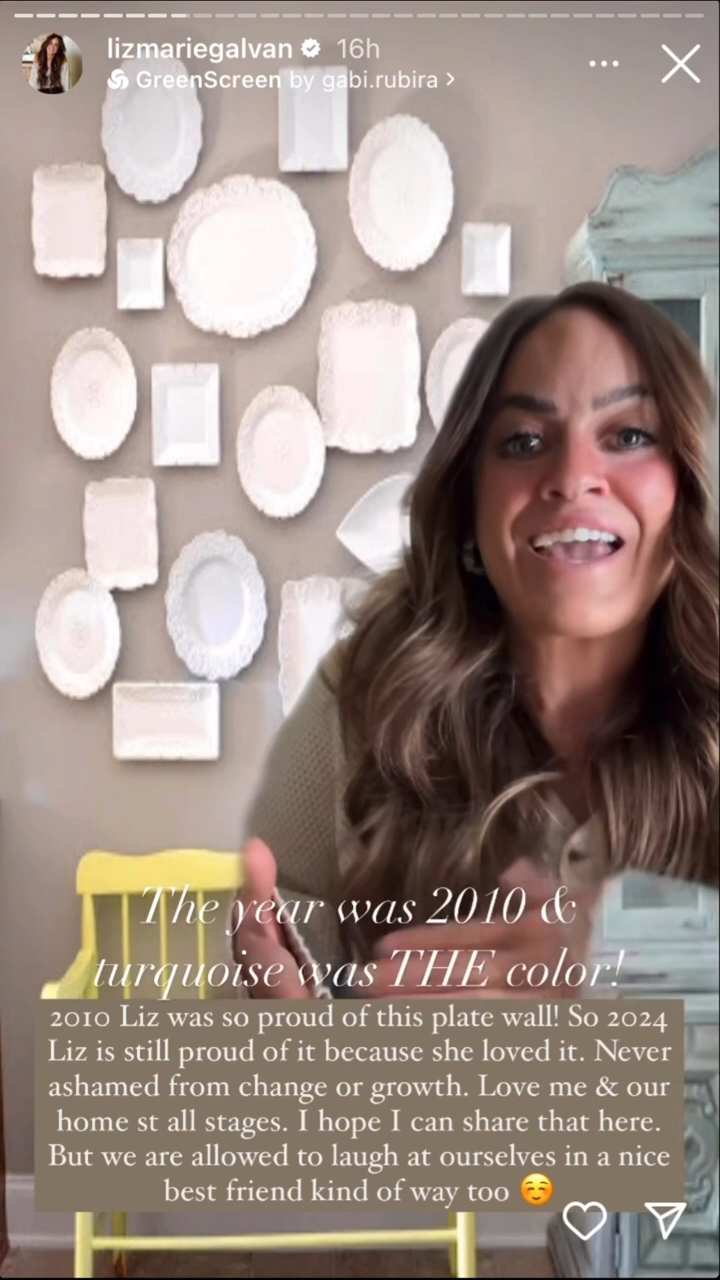 lizmariegalvan 16h
GreenScreen by gabi.rubira >
The year was 2010 &
turquoise was THE color!
2010 Liz was so proud of this plate wall! So 2024
Liz is still proud of it because she loved it. Never
ashamed from change or growth. Love me & our
home st all stages. I hope I can share that here.
But we are allowed to laugh at ourselves in a nice
best friend kind of way too ☺️